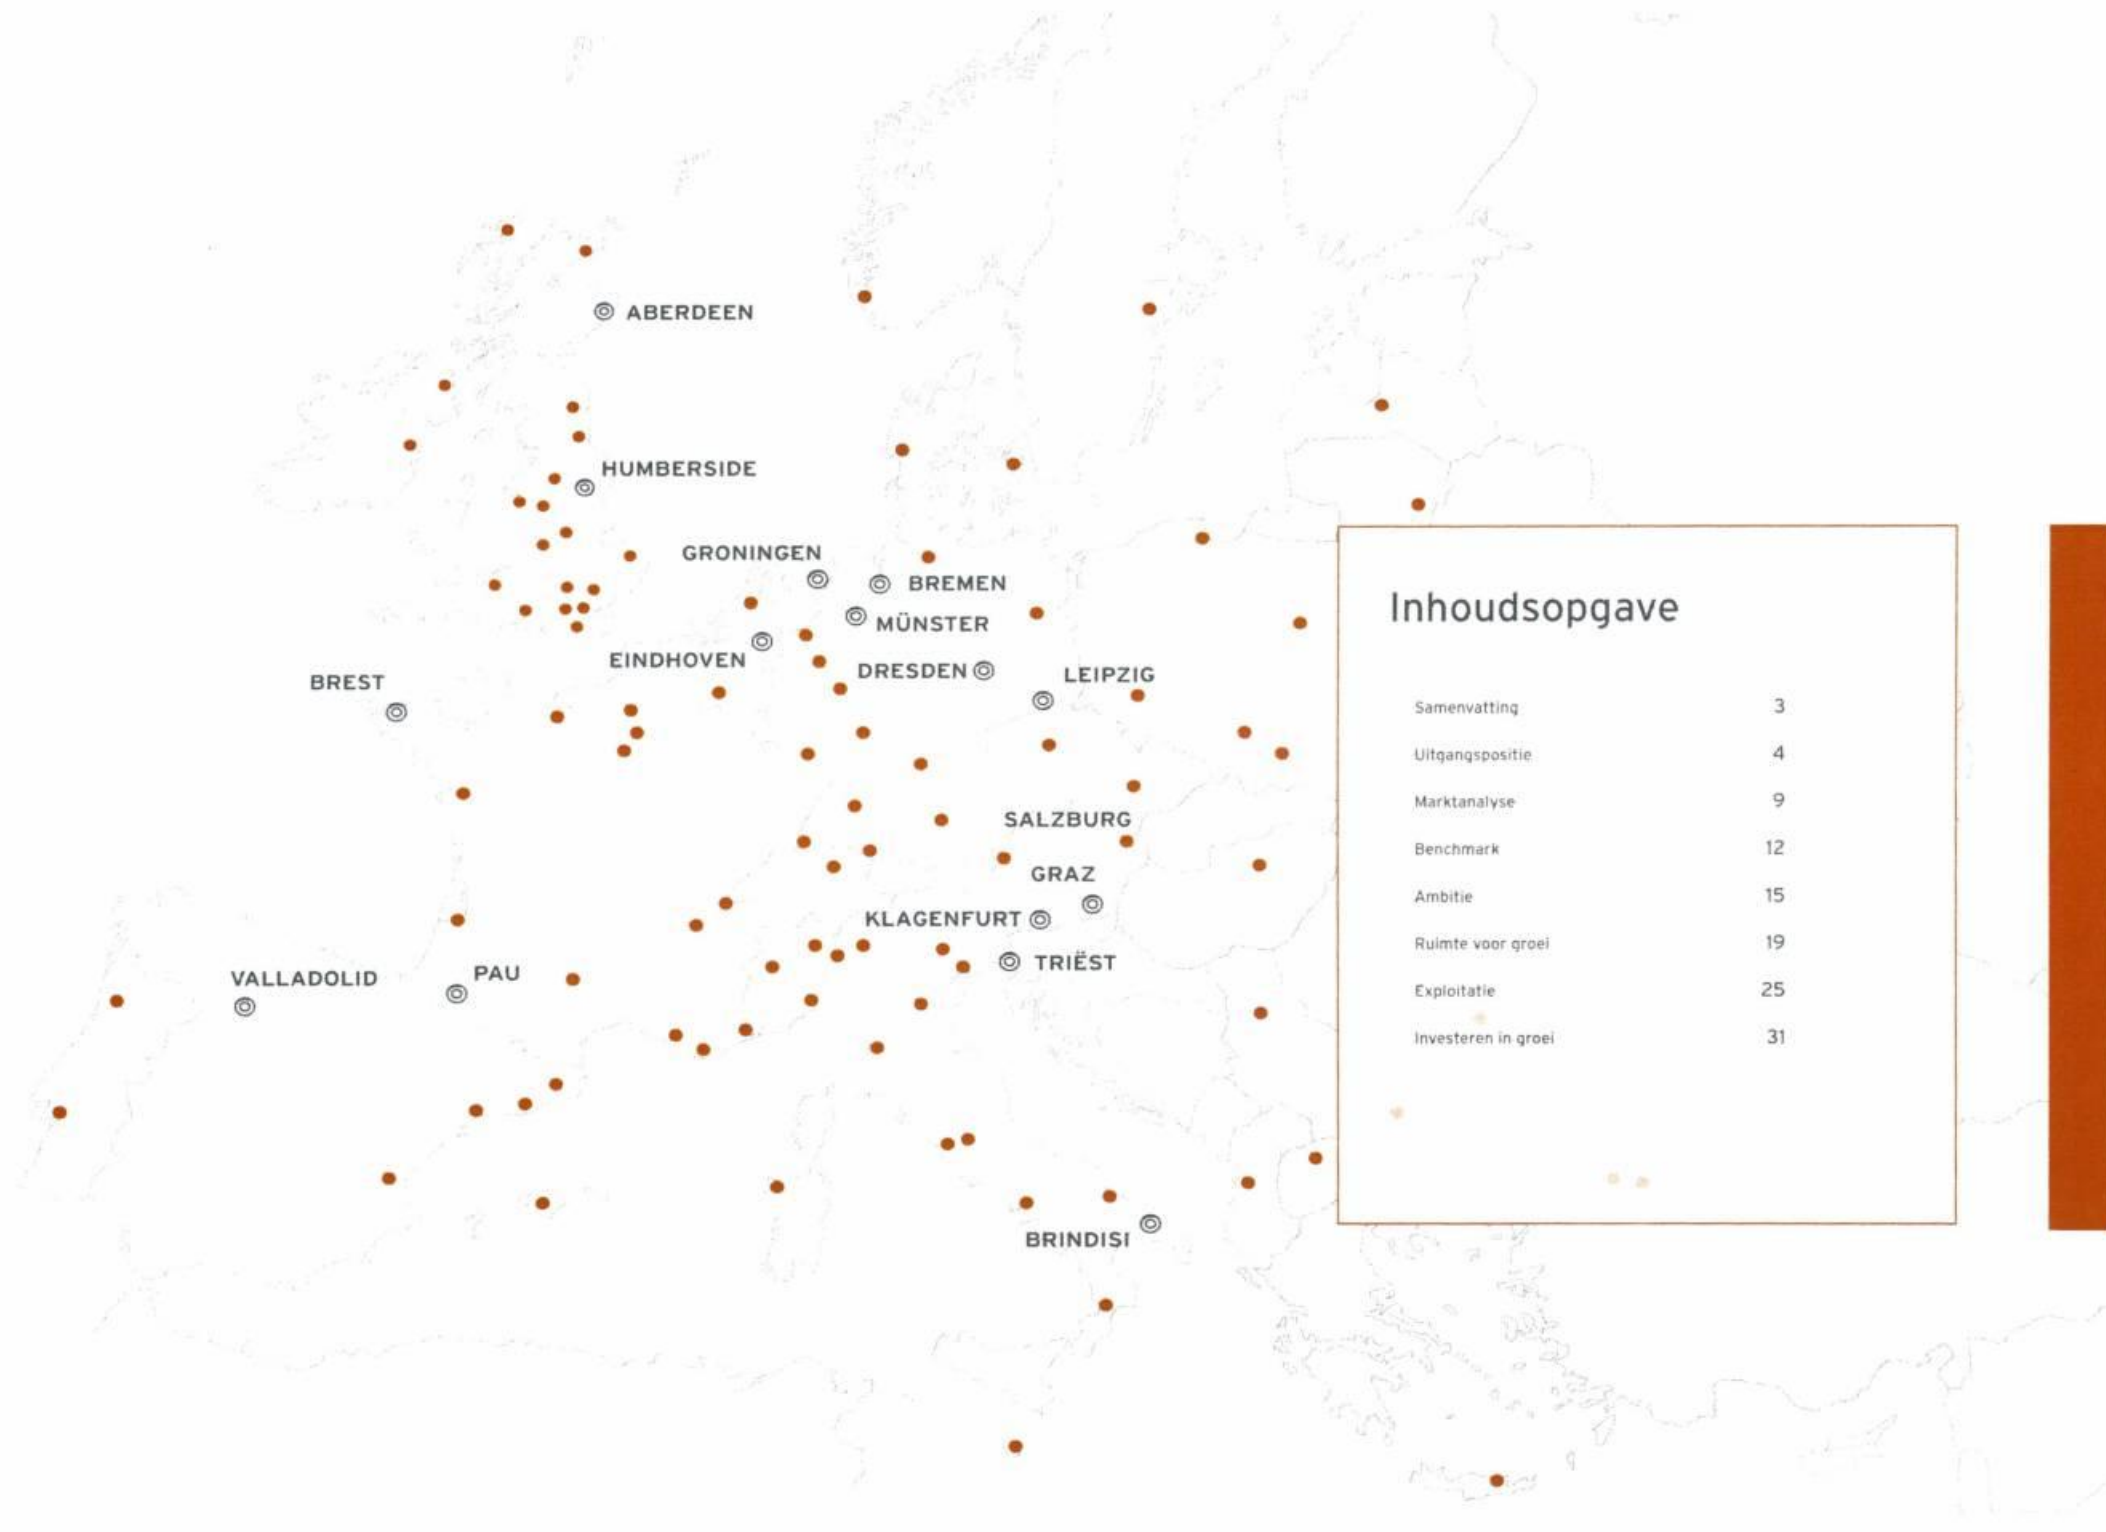 ABERDEEN
HUMBERSIDE
GRONINGEN
BREMEN
MÜNSTER
EINDHOVEN
DRESDEN
LEIPZIG
BREST
SALZBURG
GRAZ
KLAGENFURT
TRIËST
VALLADOLID
PAU
BRINDISI
Inhoudsopgave
Samenvatting 3
Uitgangspositie 4
Marktanalyse 9
Benchmark 12
Ambitie 15
Ruimte voor groei 19
Exploitatie 25
Investeren in groei 31